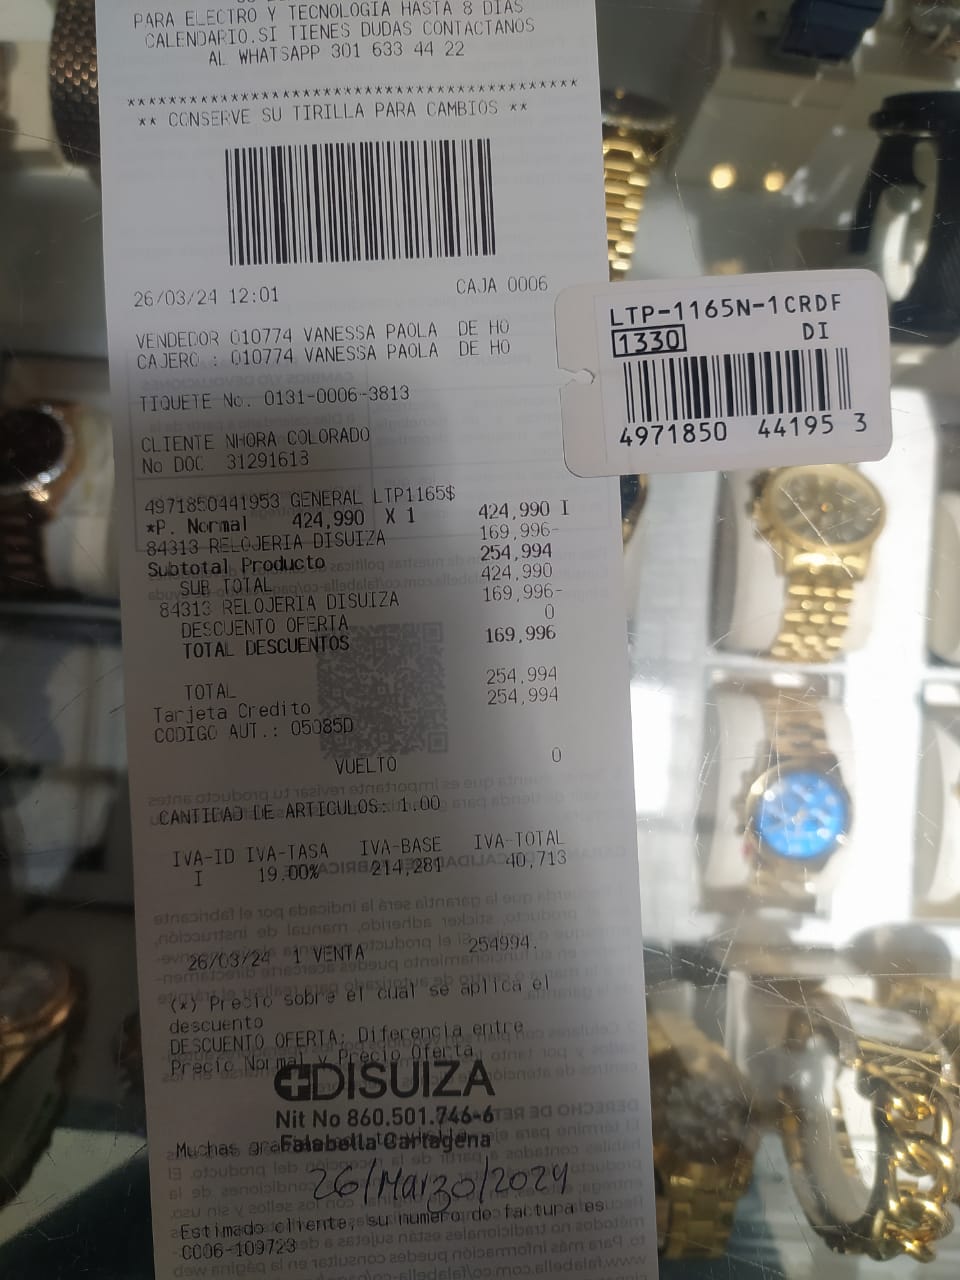 PARA ELECTRO Y TECNOLOGIA HASTA 8 DIAS
CALENDARIO.SI TIENES DUDAS CONTACTANOS
AL WHATSAPP 301 633 44 22
******************************************
** CONSERVE SU TIRILLA PARA CAMBIOS **
26/03/24 12:01 CAJA 0006
VENDEDOR 010774 VANESSA PAOLA DE HO
CAJERO : 010774 VANESSA PAOLA DE HO
TIQUETE No. 0131-0006-3813
CLIENTE NHORA COLORADO
No DOC 31291613
4971850441953 GENERAL LTP1165$
*P. Normal 424,990 X 1 424,990 I
84313 RELOJERIA DISUIZA 169,996-
Subtotal Producto 254,994
SUB TOTAL 424,990
84313 RELOJERIA DISUIZA 169,996-
DESCUENTO OFERTA 0
TOTAL DESCUENTOS 169,996
TOTAL 254,994
Tarjeta Credito 254,994
CODIGO AUT.: 05085D
VUELTO 0
CANTIDAD DE ARTICULOS: 1.00
IVA-ID IVA-TASA IVA-BASE IVA-TOTAL
I 19.00% 214,281 40,713
26/03/24 1 VENTA 254994.
(*) Precio sobre el cual se aplica el
descuento
DESCUENTO OFERTA: Diferencia entre
Precio Normal y Precio Oferta
DISUIZA
Nit No 860.501.746-6
Falabella Cartagena
Muchas
26/Marzo/2024
Estimado cliente, su numero de factura es
C006-109723
LTP-1165N-1CRDF
1330 DI
4971850 44195 3